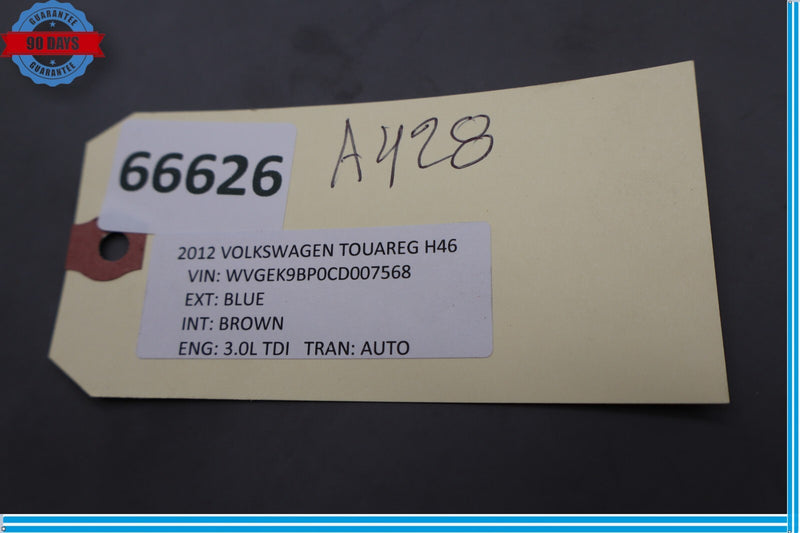 GUARANTEE
90 DAYS
GUARANTEE
66626
A428
2012 VOLKSWAGEN TOUAREG H46
VIN: WVGEK9BP0CD007568
EXT: BLUE
INT: BROWN
ENG: 3.0L TDI TRAN: AUTO